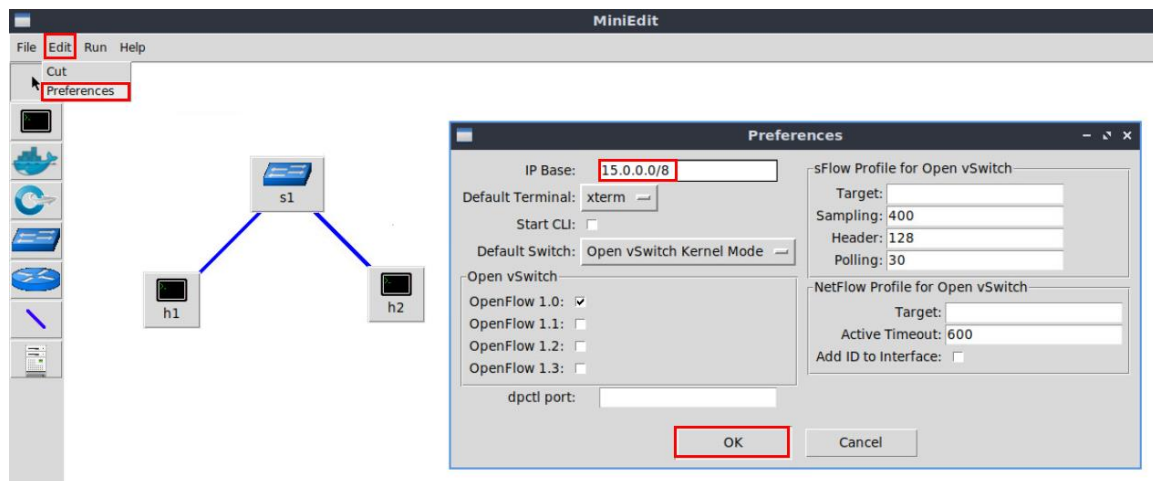 MiniEdit
File Edit Run Help
Cut
Preferences
s1
h1
h2
Preferences
IP Base: 15.0.0.0/8
Default Terminal: xterm
Start CLI:
Default Switch: Open vSwitch Kernel Mode
Open vSwitch
OpenFlow 1.0:
OpenFlow 1.1:
OpenFlow 1.2:
OpenFlow 1.3:
dpctl port:
sFlow Profile for Open vSwitch
Target:
Sampling: 400
Header: 128
Polling: 30
NetFlow Profile for Open vSwitch
Target:
Active Timeout: 600
Add ID to Interface:
OK Cancel